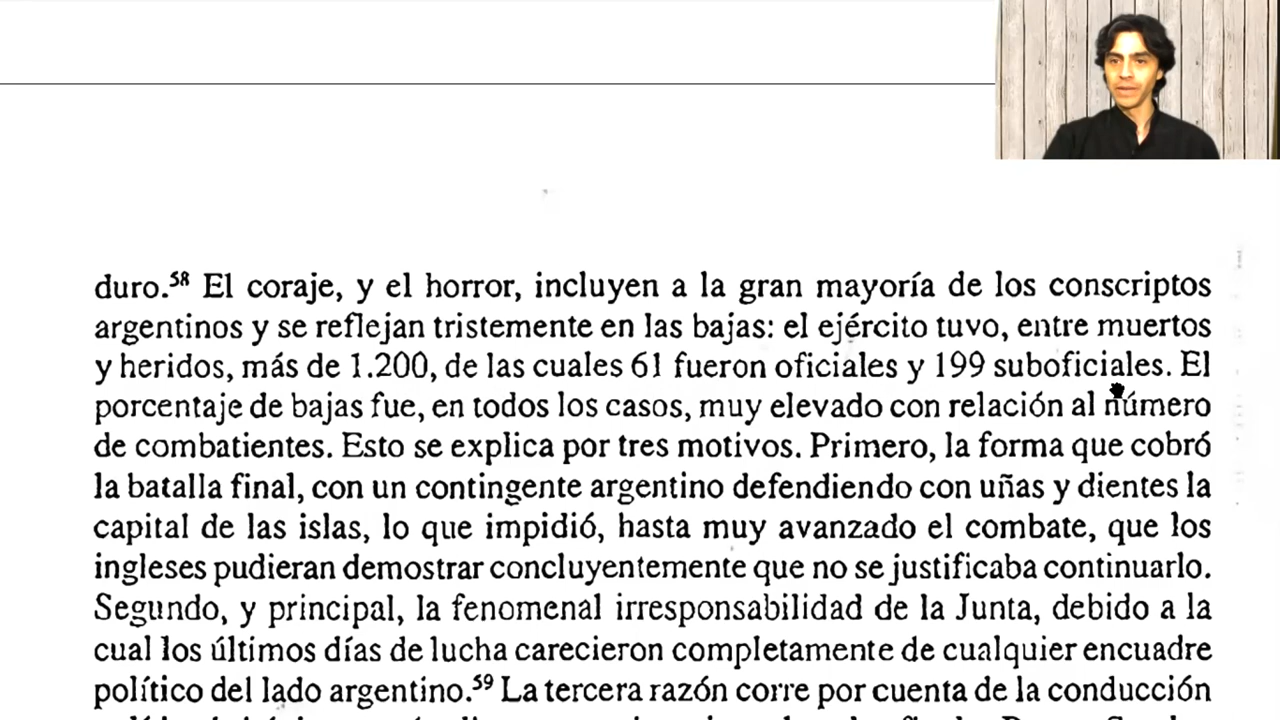 duro.⁵⁸ El coraje, y el horror, incluyen a la gran mayoría de los conscriptos
argentinos y se reflejan tristemente en las bajas: el ejército tuvo, entre muertos
y heridos, más de 1.200, de las cuales 61 fueron oficiales y 199 suboficiales. El
porcentaje de bajas fue, en todos los casos, muy elevado con relación al número
de combatientes. Esto se explica por tres motivos. Primero, la forma que cobró
la batalla final, con un contingente argentino defendiendo con uñas y dientes la
capital de las islas, lo que impidió, hasta muy avanzado el combate, que los
ingleses pudieran demostrar concluyentemente que no se justificaba continuarlo.
Segundo, y principal, la fenomenal irresponsabilidad de la Junta, debido a la
cual los últimos días de lucha carecieron completamente de cualquier encuadre
político del lado argentino.⁵⁹ La tercera razón corre por cuenta de la conducción